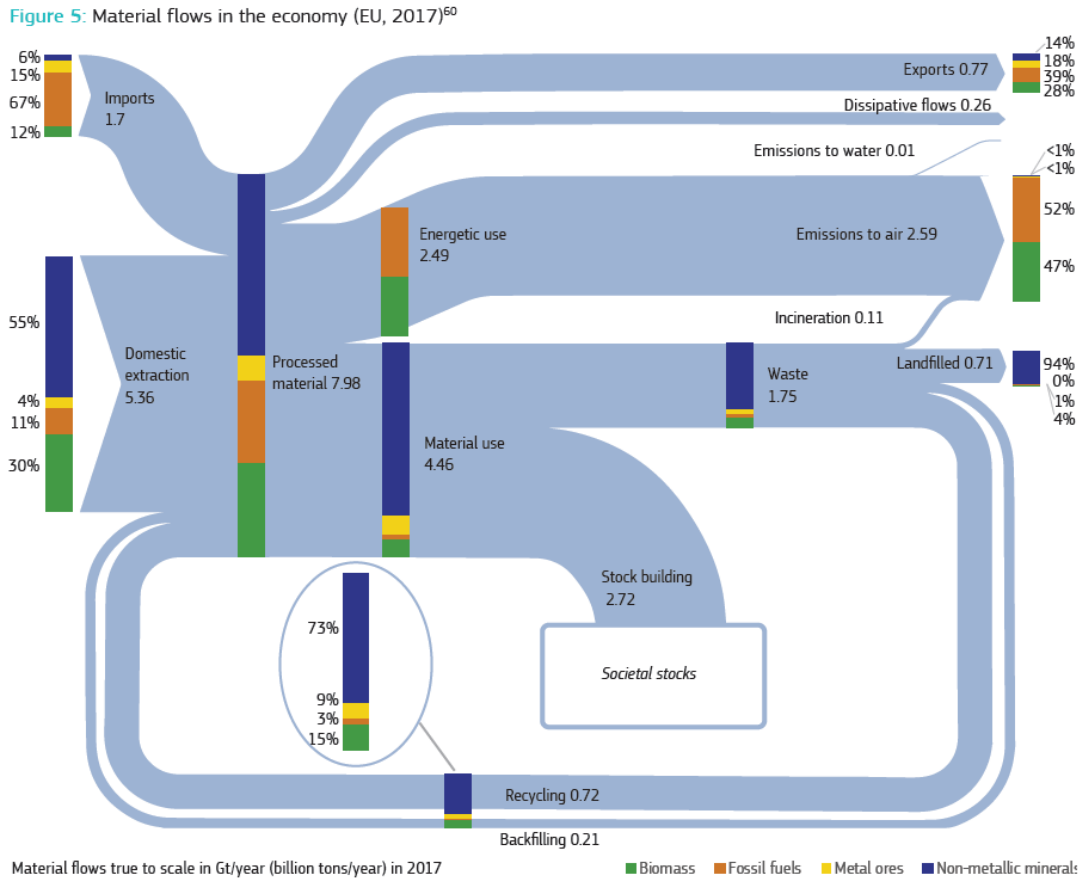 Figure 5: Material flows in the economy (EU, 2017)60
6%
15%
67%
12%
Imports
1.7
Exports 0.77
14%
18%
39%
28%
Dissipative flows 0.26
Emissions to water 0.01
<1%
<1%
52%
47%
Energetic use
2.49
Emissions to air 2.59
55%
4%
11%
30%
Domestic
extraction
5.36
Processed
material 7.98
Incineration 0.11
Landfilled 0.71
94%
0%
1%
4%
Waste
1.75
Material use
4.46
Stock building
2.72
Societal stocks
73%
9%
3%
15%
Recycling 0.72
Backfilling 0.21
Material flows true to scale in Gt/year (billion tons/year) in 2017
Biomass
Fossil fuels
Metal ores
Non-metallic minerals